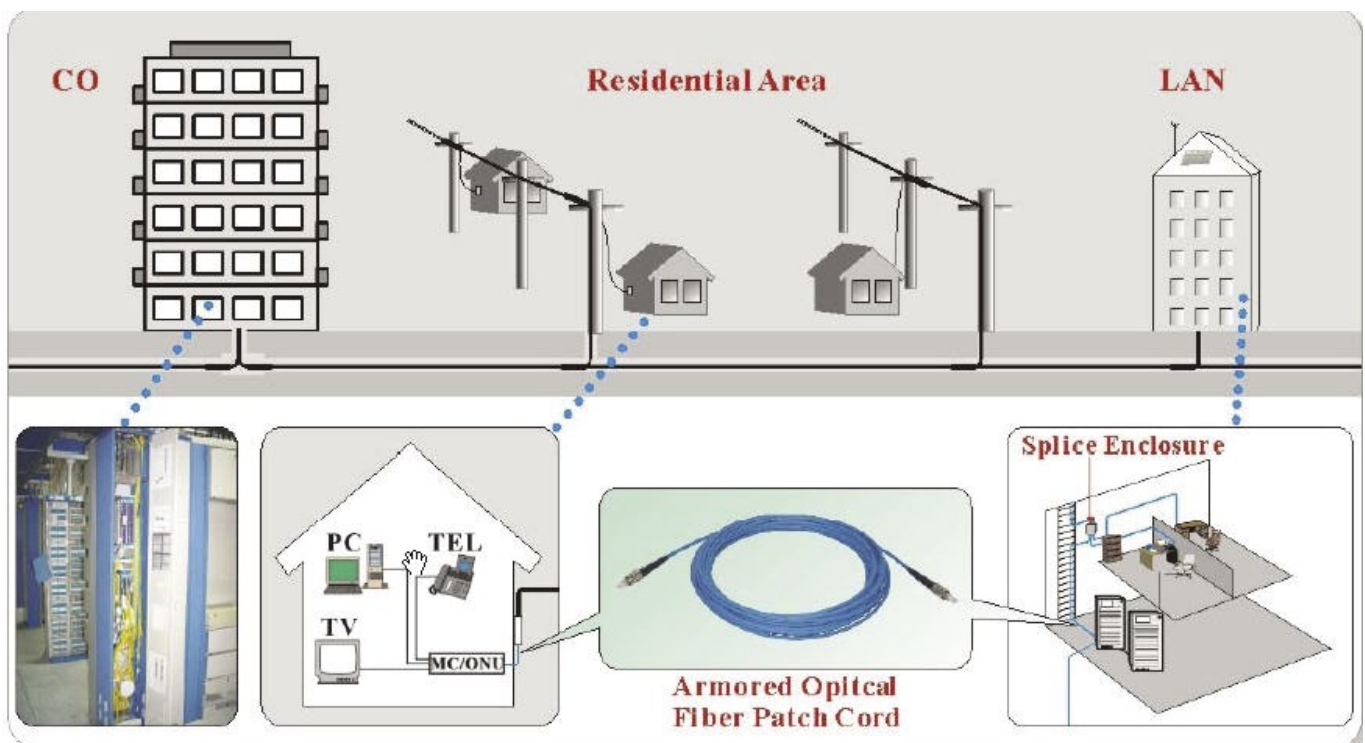 CO
Residential Area
LAN
Splice Enclosure
PC
TEL
TV
MC/ONU
Armored Opitcal
Fiber Patch Cord